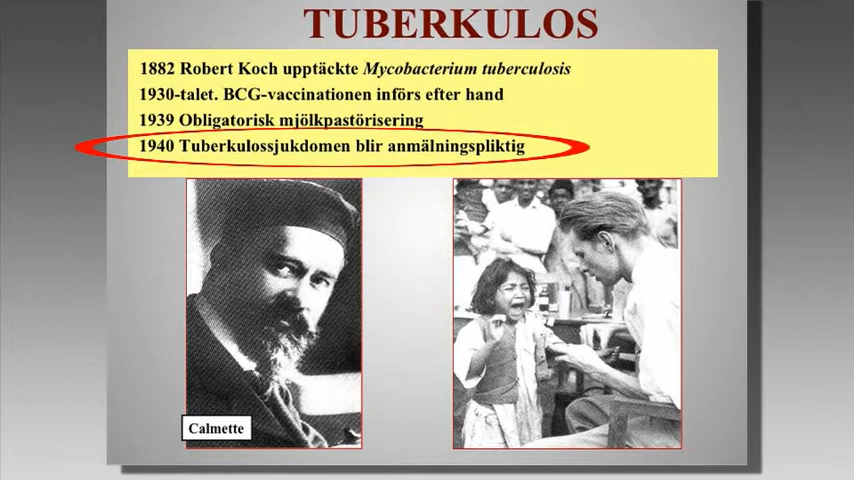 TUBERKULOS
1882 Robert Koch upptäckte Mycobacterium tuberculosis
1930-talet. BCG-vaccinationen införs efter hand
1939 Obligatorisk mjölkpastörisering
1940 Tuberkulossjukdomen blir anmälningspliktig
Calmette